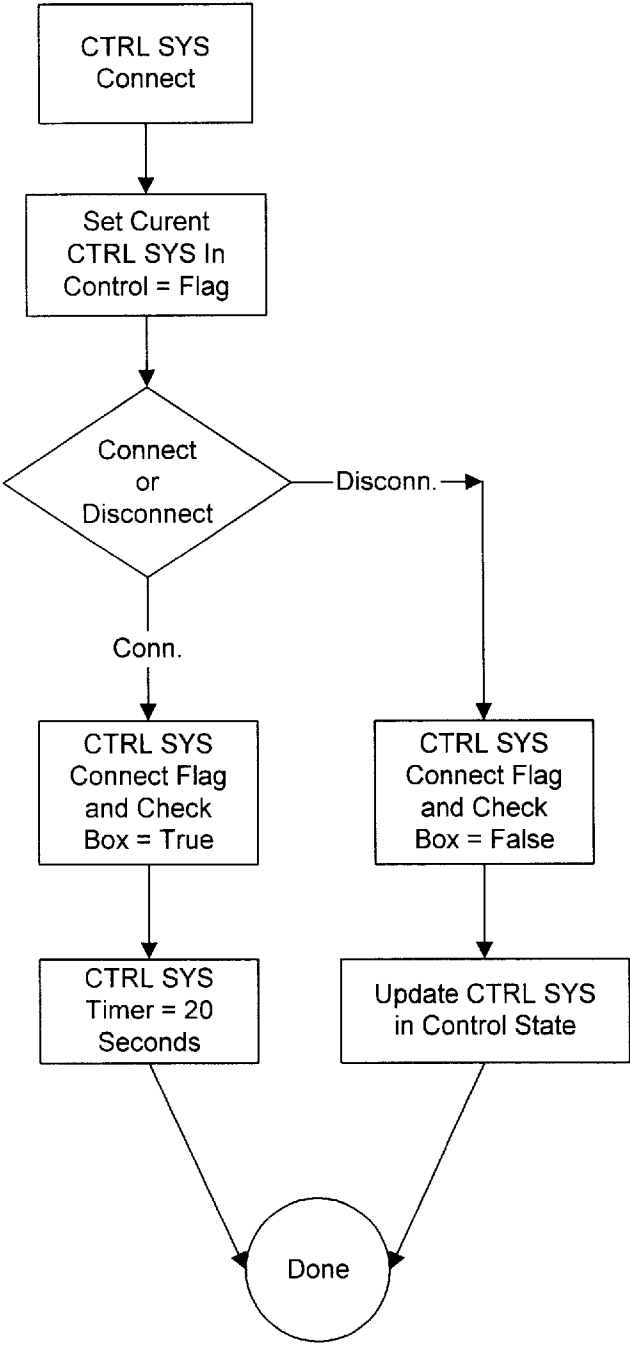 CTRL SYS
Connect
Set Curent
CTRL SYS In
Control = Flag
Connect
or
Disconnect
Disconn.
Conn.
CTRL SYS
Connect Flag
and Check
Box = True
CTRL SYS
Connect Flag
and Check
Box = False
CTRL SYS
Timer = 20
Seconds
Update CTRL SYS
in Control State
Done